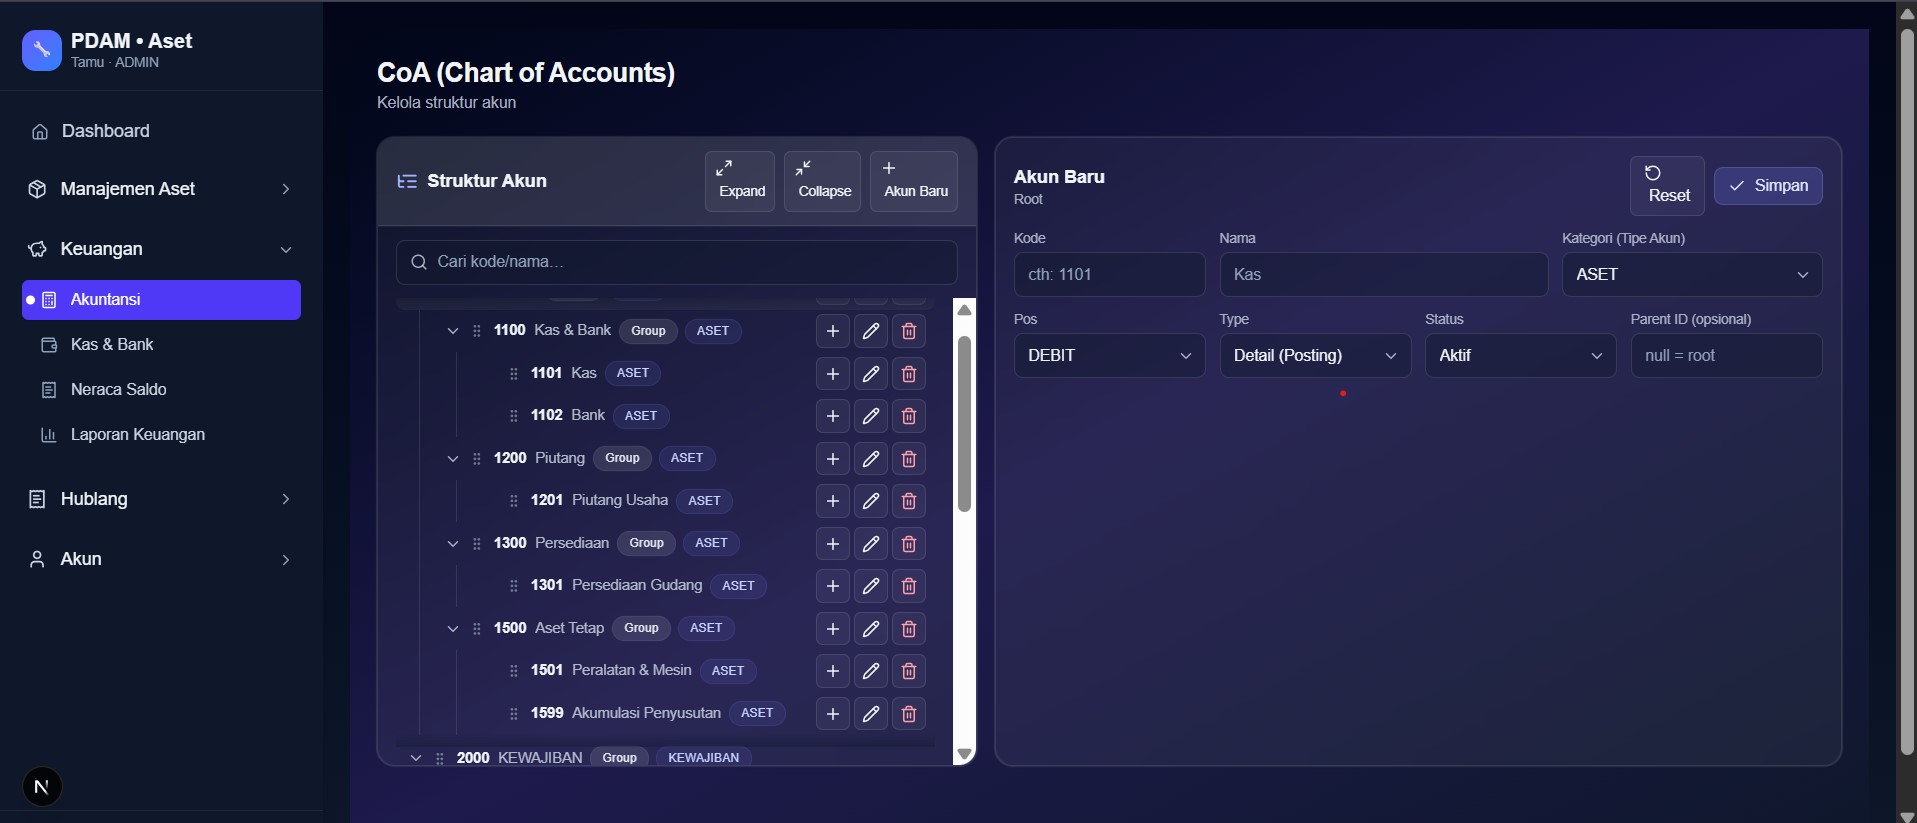 PDAM • Aset
Tamu · ADMIN
Dashboard
Manajemen Aset
Keuangan
Akuntansi
Kas & Bank
Neraca Saldo
Laporan Keuangan
Hublang
Akun
N
CoA (Chart of Accounts)
Kelola struktur akun
Struktur Akun
Expand
Collapse
Akun Baru
Cari kode/nama…
1100 Kas & Bank Group ASET
1101 Kas ASET
1102 Bank ASET
1200 Piutang Group ASET
1201 Piutang Usaha ASET
1300 Persediaan Group ASET
1301 Persediaan Gudang ASET
1500 Aset Tetap Group ASET
1501 Peralatan & Mesin ASET
1599 Akumulasi Penyusutan ASET
2000 KEWAJIBAN Group KEWAJIBAN
Akun Baru
Root
Reset
Simpan
Kode Nama Kategori (Tipe Akun)
cth: 1101 Kas ASET
Pos Type Status Parent ID (opsional)
DEBIT Detail (Posting) Aktif null = root